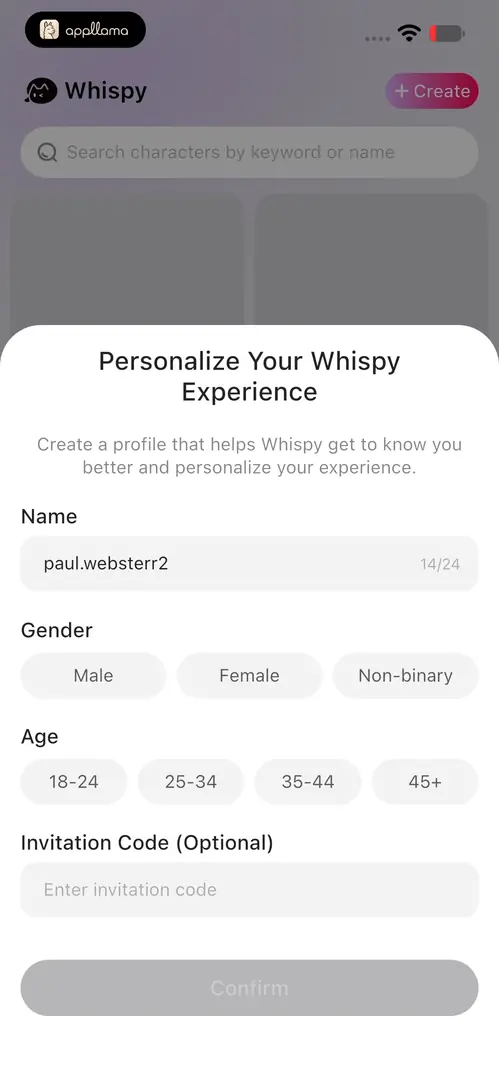 appllama
Whispy
+ Create
Search characters by keyword or name
Personalize Your Whispy
Experience
Create a profile that helps Whispy get to know you
better and personalize your experience.
Name
paul.websterr2
14/24
Gender
Male
Female
Non-binary
Age
18-24
25-34
35-44
45+
Invitation Code (Optional)
Enter invitation code
Confirm